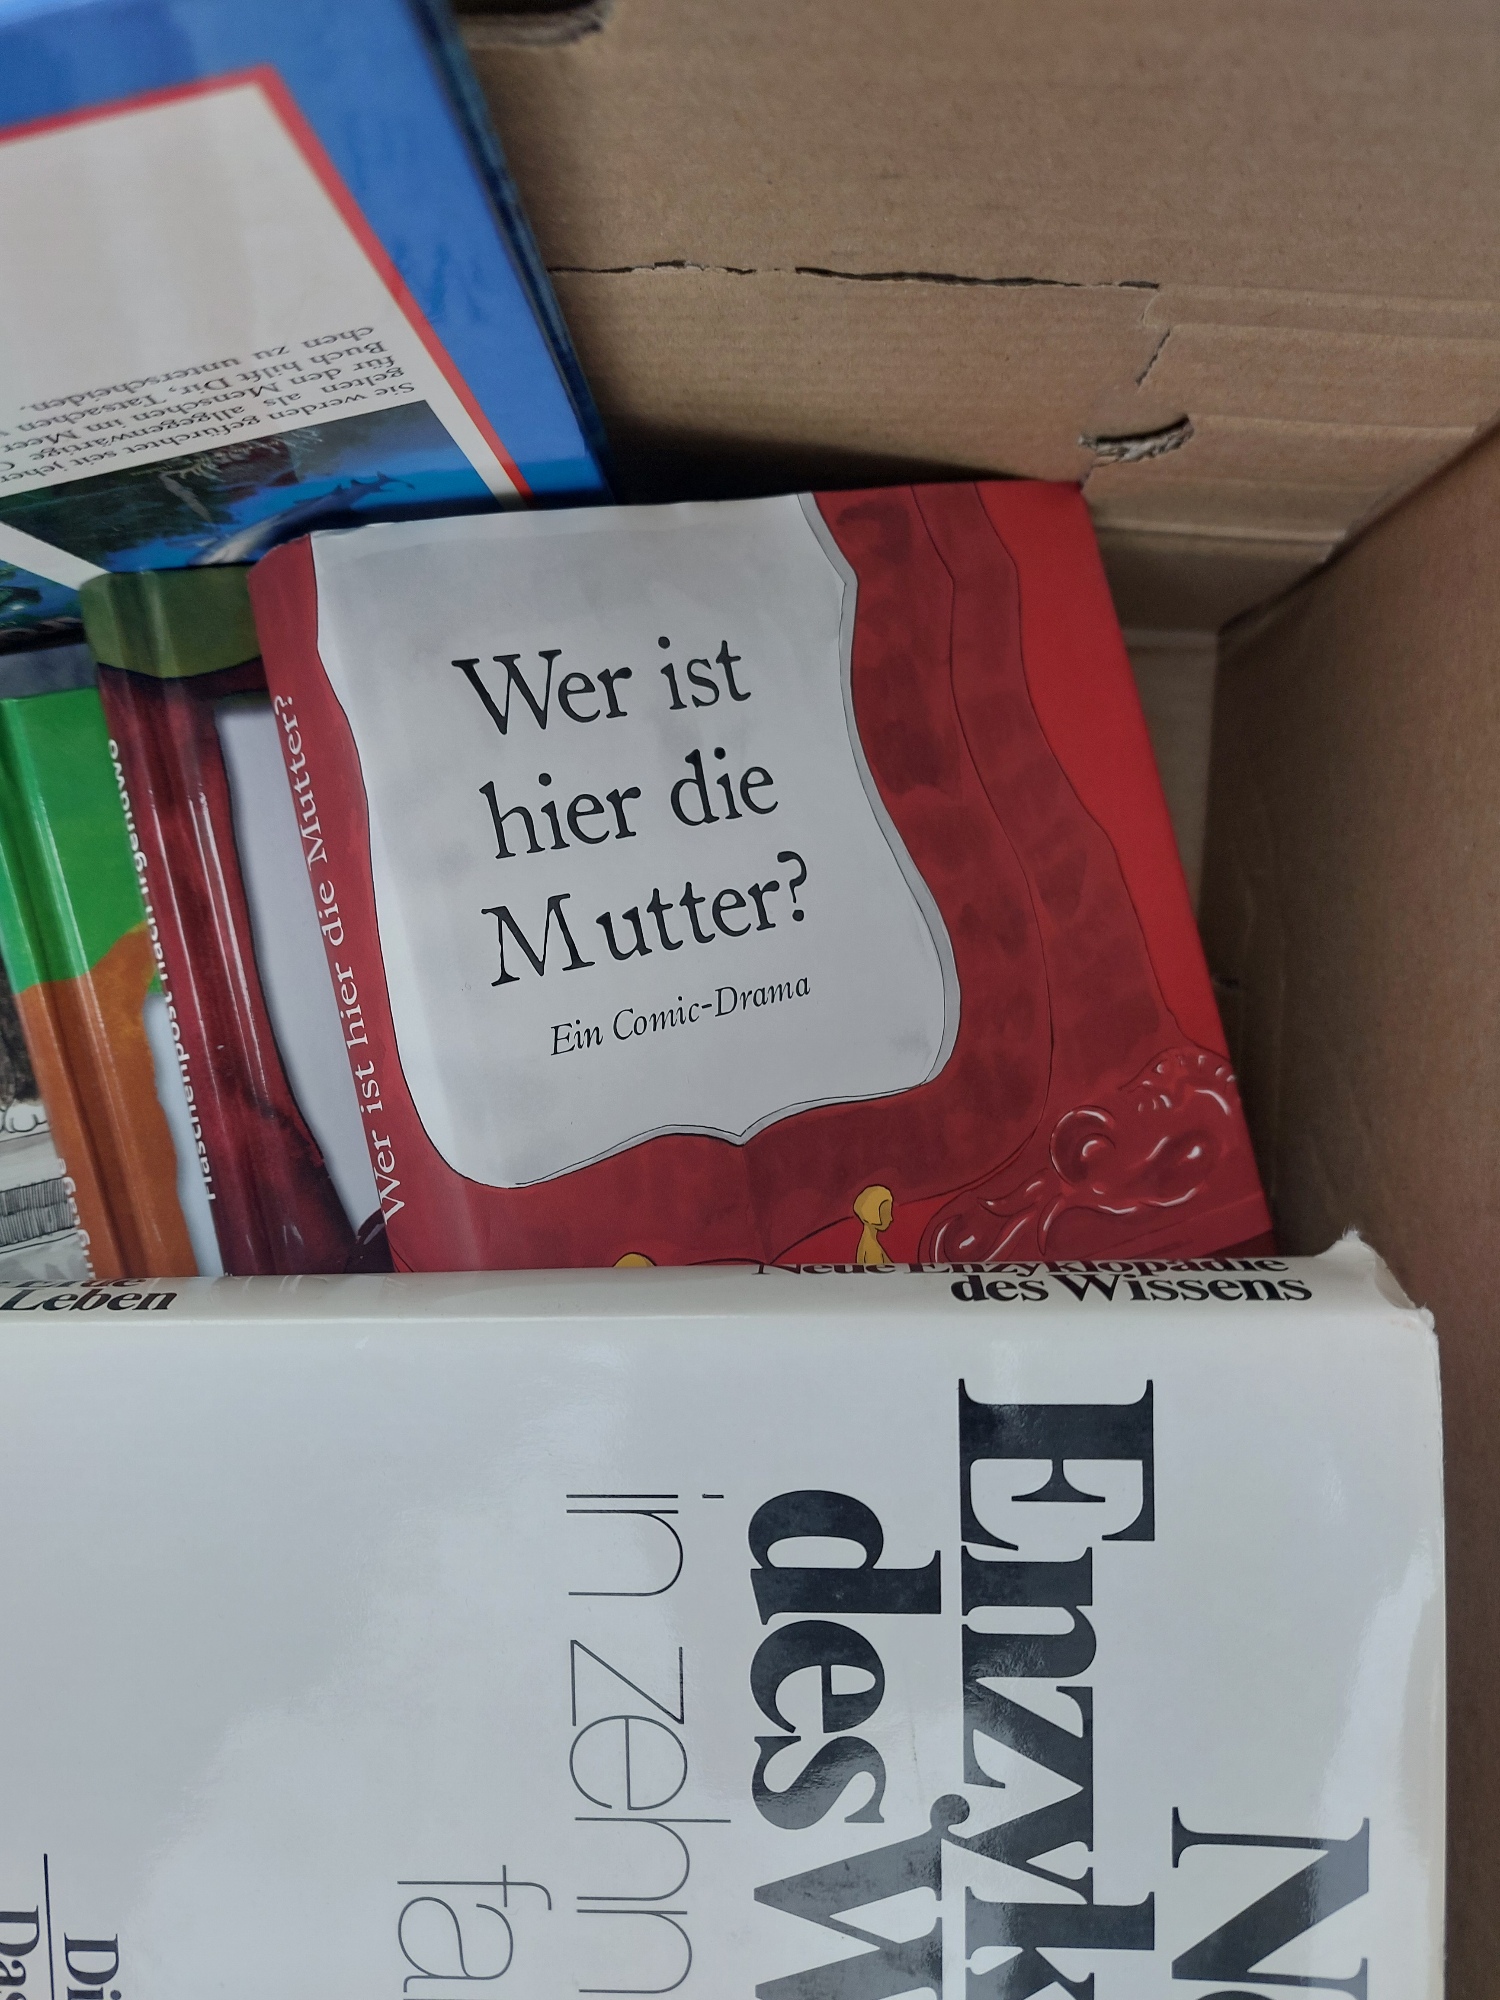 Sie werden gefürchtet seit jeher
gelten als allgegenwärtige
für den Menschen im Meer
Buch hilft Dir, Tatsachen
chen zu unterscheiden.
Flaschenpost nach irgendwo
Wer ist hier die Mutter?
Wer ist
hier die
Mutter?
Ein Comic-Drama
Leben
Neue Enzyklopädie
des Wissens
Enzyk
des W
in zehn